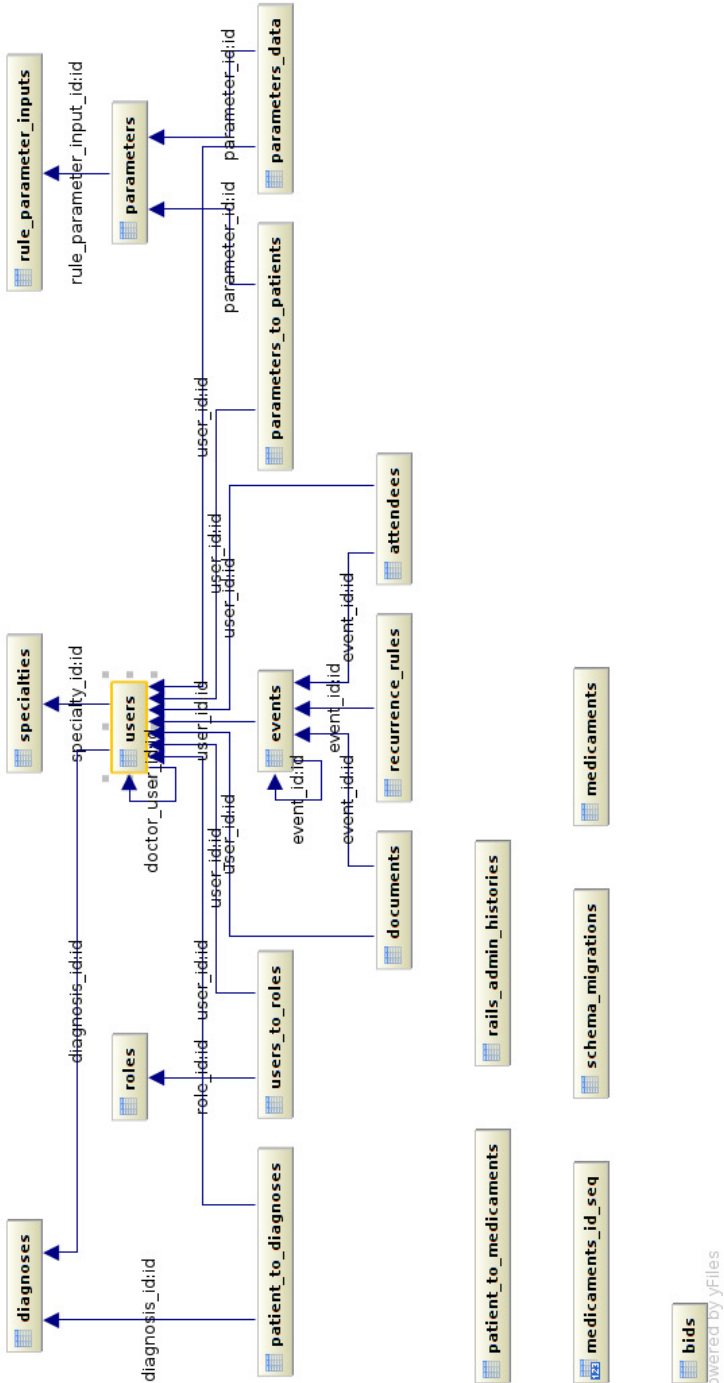 diagnoses
specialties
rule_parameter_inputs
diagnosis_id:id
diagnosis_id:id
specialty_id:id
rule_parameter_input_id:id
roles
users
parameters
doctor_user_id:id
role_id:id
user_id:id
user_id:id
user_id:id
user_id:id
user_id:id
user_id:id
user_id:id
parameter_id:id
parameter_id:id
patient_to_diagnoses
users_to_roles
events
parameters_to_patients
parameters_data
event_id:id
event_id:id
event_id:id
event_id:id
documents
recurrence_rules
attendees
patient_to_medicaments
rails_admin_histories
medicaments_id_seq
schema_migrations
medicaments
bids
owered by yFiles